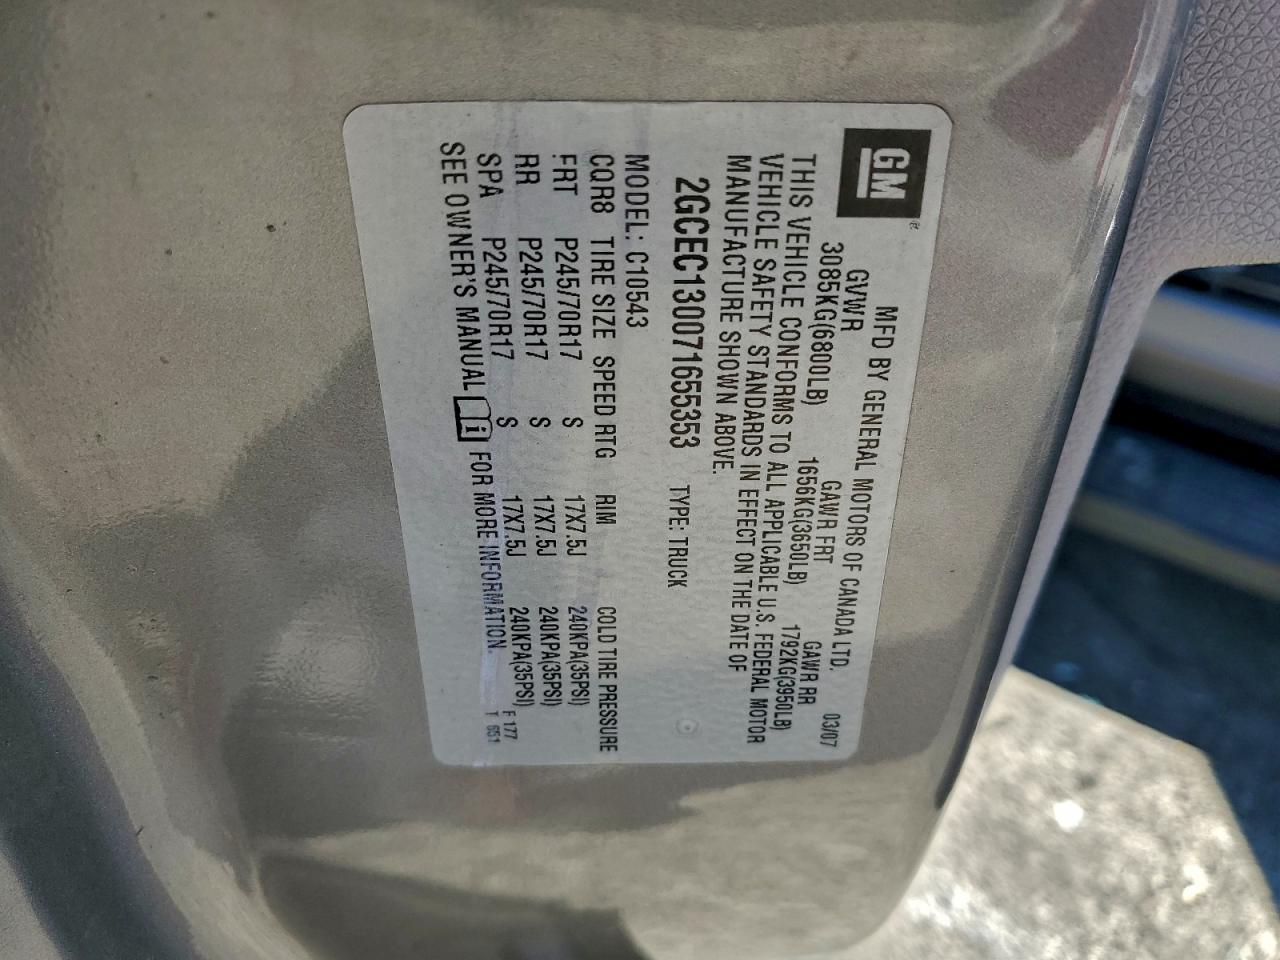 GM
MFD BY GENERAL MOTORS OF CANADA LTD. 03/07
GVWR GAWR FRT GAWR RR
3085KG(6800LB) 1656KG(3650LB) 1792KG(3950LB)
THIS VEHICLE CONFORMS TO ALL APPLICABLE U.S. FEDERAL MOTOR
VEHICLE SAFETY STANDARDS IN EFFECT ON THE DATE OF
MANUFACTURE SHOWN ABOVE.
2GCEC130071655353 TYPE: TRUCK
MODEL: C10543
CQR8 TIRE SIZE SPEED RTG RIM COLD TIRE PRESSURE
FRT P245/70R17 S 17X7.5J 240KPA(35PSI)
RR P245/70R17 S 17X7.5J 240KPA(35PSI)
SPA P245/70R17 S 17X7.5J 240KPA(35PSI)
SEE OWNER'S MANUAL i FOR MORE INFORMATION.
F 177
T 651